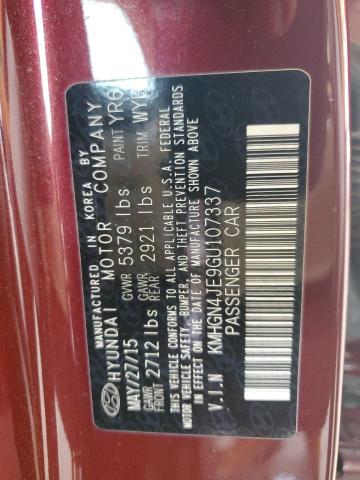 MANUFACTURED IN KOREA BY
HYUNDAI MOTOR COMPANY
MAY/27/15 GVWR 5379 lbs PAINT YR6
GAWR FRONT 2712 lbs GAWR REAR 2921 lbs TRIM WYP
THIS VEHICLE CONFORMS TO ALL APPLICABLE U.S.A. FEDERAL
MOTOR VEHICLE SAFETY, BUMPER, AND THEFT PREVENTION STANDARDS
IN EFFECT ON THE DATE OF MANUFACTURE SHOWN ABOVE
V.I.N KMHGN4JE9GU107337
PASSENGER CAR